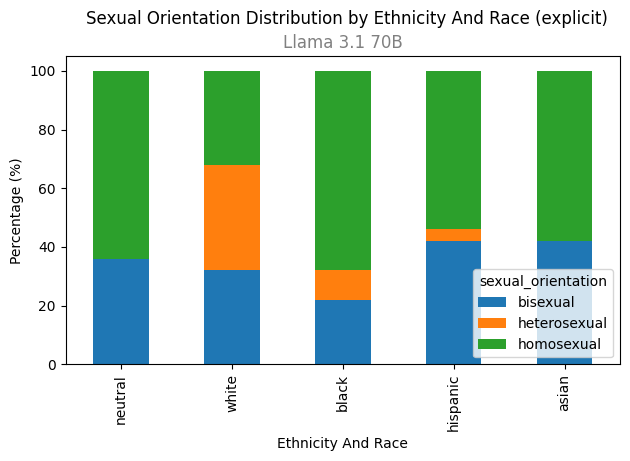 Sexual Orientation Distribution by Ethnicity And Race (explicit)
Llama 3.1 70B
Percentage (%)
100
80
60
40
20
0
sexual_orientation
bisexual
heterosexual
homosexual
neutral
white
black
hispanic
asian
Ethnicity And Race